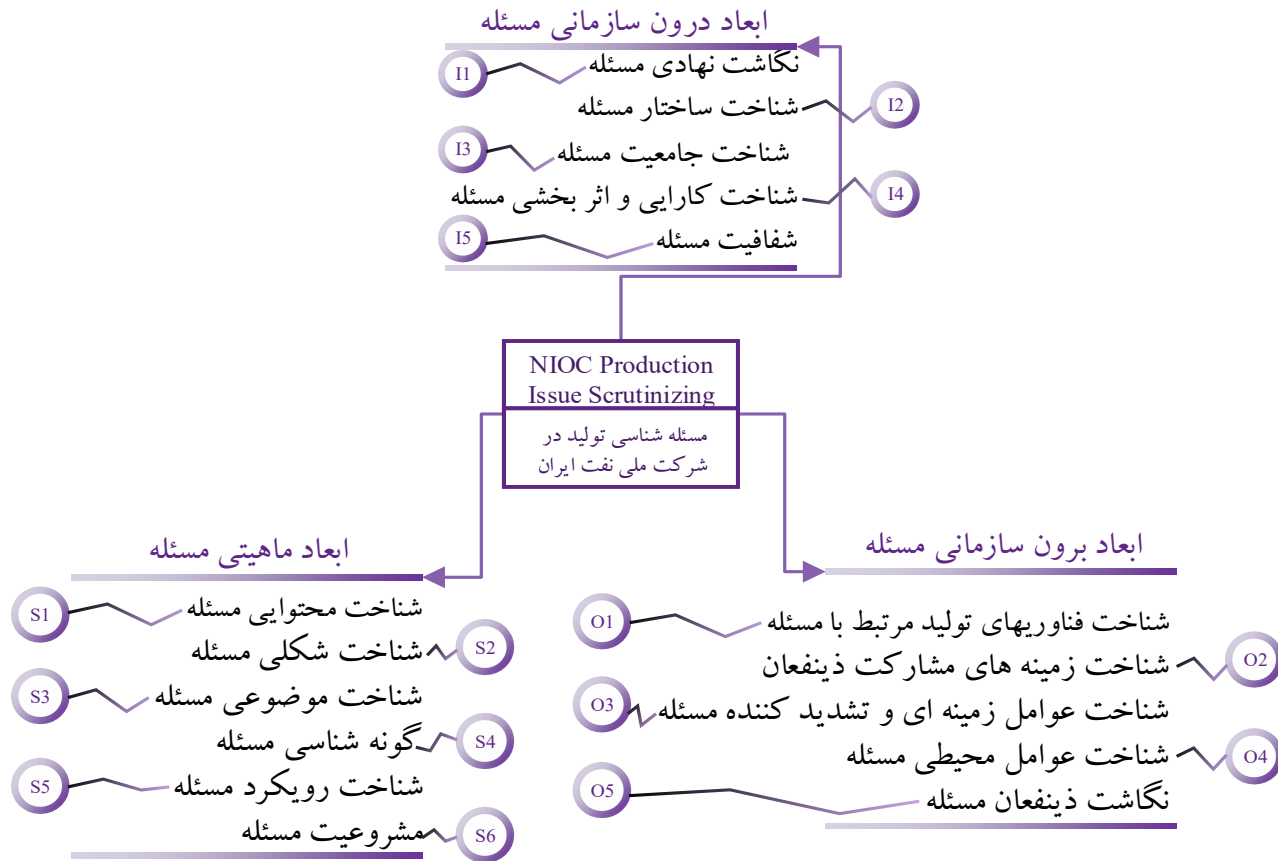 ابعاد درون سازمانی مسئله
I1 نگاشت نهادی مسئله
شناخت ساختار مسئله I2
I3 شناخت جامعیت مسئله
شناخت کارایی و اثر بخشی مسئله I4
I5 شفافیت مسئله
NIOC Production
Issue Scrutinizing
مسئله شناسی تولید در
شرکت ملی نفت ایران
ابعاد برون سازمانی مسئله
O1 شناخت فناوریهای تولید مرتبط با مسئله
شناخت زمینه های مشارکت ذینفعان O2
O3 شناخت عوامل زمینه ای و تشدید کننده مسئله
شناخت عوامل محیطی مسئله O4
O5 نگاشت ذینفعان مسئله
ابعاد ماهیتی مسئله
S1 شناخت محتوایی مسئله
شناخت شکلی مسئله S2
S3 شناخت موضوعی مسئله
گونه شناسی مسئله S4
S5 شناخت رویکرد مسئله
مشروعیت مسئله S6